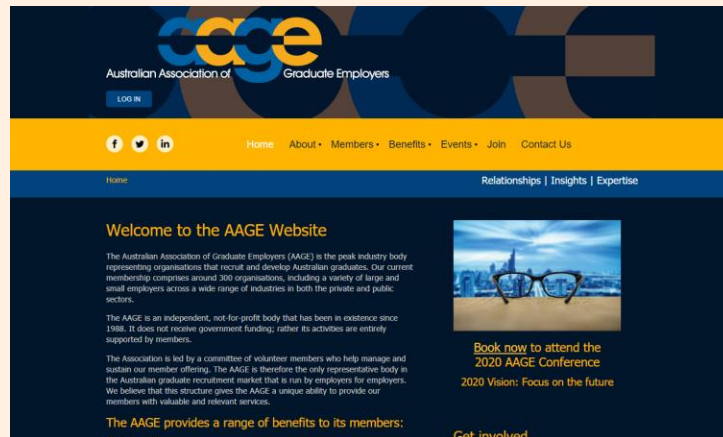 aage
Australian Association of Graduate Employers
LOG IN
Home About • Members • Benefits • Events • Join Contact Us
Home
Relationships | Insights | Expertise
Welcome to the AAGE Website
The Australian Association of Graduate Employers (AAGE) is the peak industry body
representing organisations that recruit and develop Australian graduates. Our current
membership comprises around 300 organisations, including a variety of large and
small employers across a wide range of industries in both the private and public
sectors.
The AAGE is an independent, not-for-profit body that has been in existence since
1988. It does not receive government funding; rather its activities are entirely
supported by members.
The Association is led by a committee of volunteer members who help manage and
sustain our member offering. The AAGE is therefore the only representative body in
the Australian graduate recruitment market that is run by employers for employers.
We believe that this structure gives the AAGE a unique ability to provide our
members with valuable and relevant services.
The AAGE provides a range of benefits to its members:
Book now to attend the
2020 AAGE Conference
2020 Vision: Focus on the future
Get involved